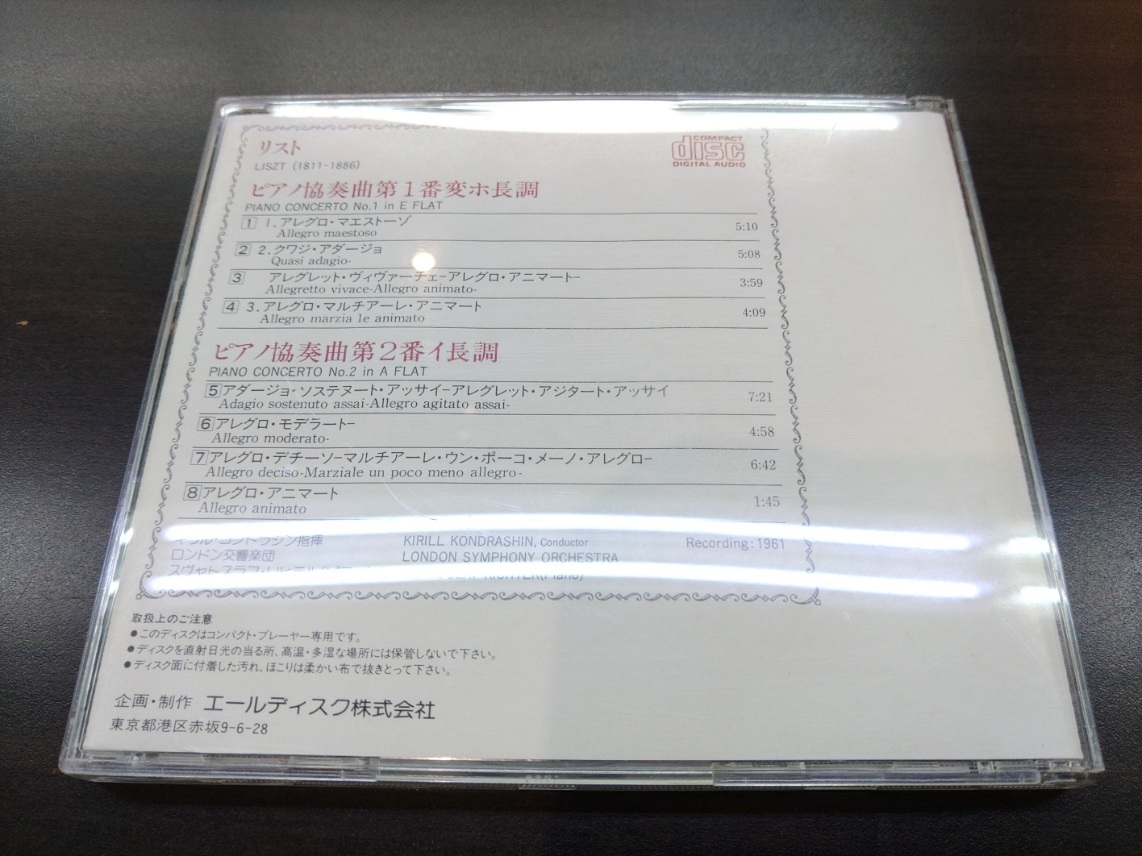 リスト
LISZT (1811-1886)
COMPACT
disc
DIGITAL AUDIO
ピアノ協奏曲第1番変ホ長調
PIANO CONCERTO No.1 in E FLAT
1 1.アレグロ・マエストーゾ 5:10
Allegro maestoso
2 2.クワジ・アダージョ 5:08
Quasi adagio-
3 アレグレット・ヴィヴァーチェ-アレグロ・アニマート- 3:59
Allegretto vivace-Allegro animato-
4 3.アレグロ・マルチアーレ・アニマート 4:09
Allegro marzia le animato
ピアノ協奏曲第2番イ長調
PIANO CONCERTO No.2 in A FLAT
5 アダージョ・ソステヌート・アッサイ-アレグレット・アジタート・アッサイ 7:21
Adagio sostenuto assai-Allegro agitato assai-
6 アレグロ・モデラート- 4:58
Allegro moderato-
7 アレグロ・デチーソ-マルチアーレ・ウン・ポーコ・メーノ・アレグロ- 6:42
Allegro deciso-Marziale un poco meno allegro-
8 アレグロ・アニマート 1:45
Allegro animato
キリル・コンドラシン指揮 KIRILL KONDRASHIN, Conductor Recording:1961
ロンドン交響楽団 LONDON SYMPHONY ORCHESTRA
RICHTER(Piano)
取扱上のご注意
●このディスクはコンパクト・プレーヤー専用です。
●ディスクを直射日光の当る所、高温・多湿な場所には保管しないで下さい。
●ディスク面に付着した汚れ、ほこりは柔かい布で抜きとって下さい。
企画・制作 エールディスク株式会社
東京都港区赤坂9-6-28